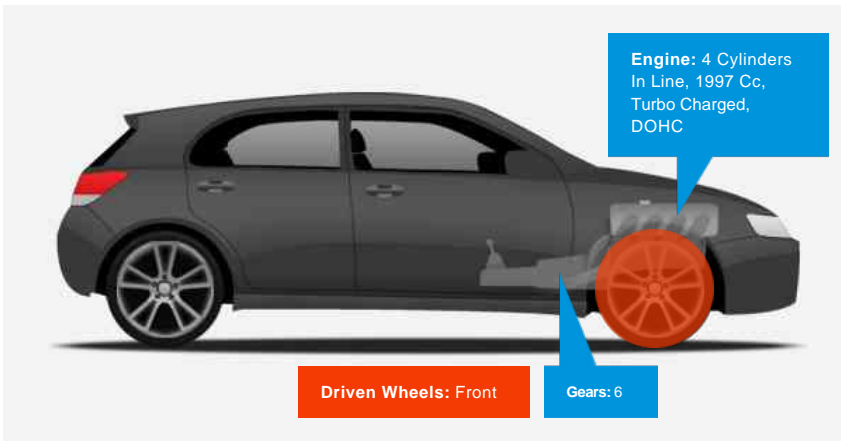 Engine: 4 Cylinders
In Line, 1997 Cc,
Turbo Charged,
DOHC
Driven Wheels: Front
Gears: 6